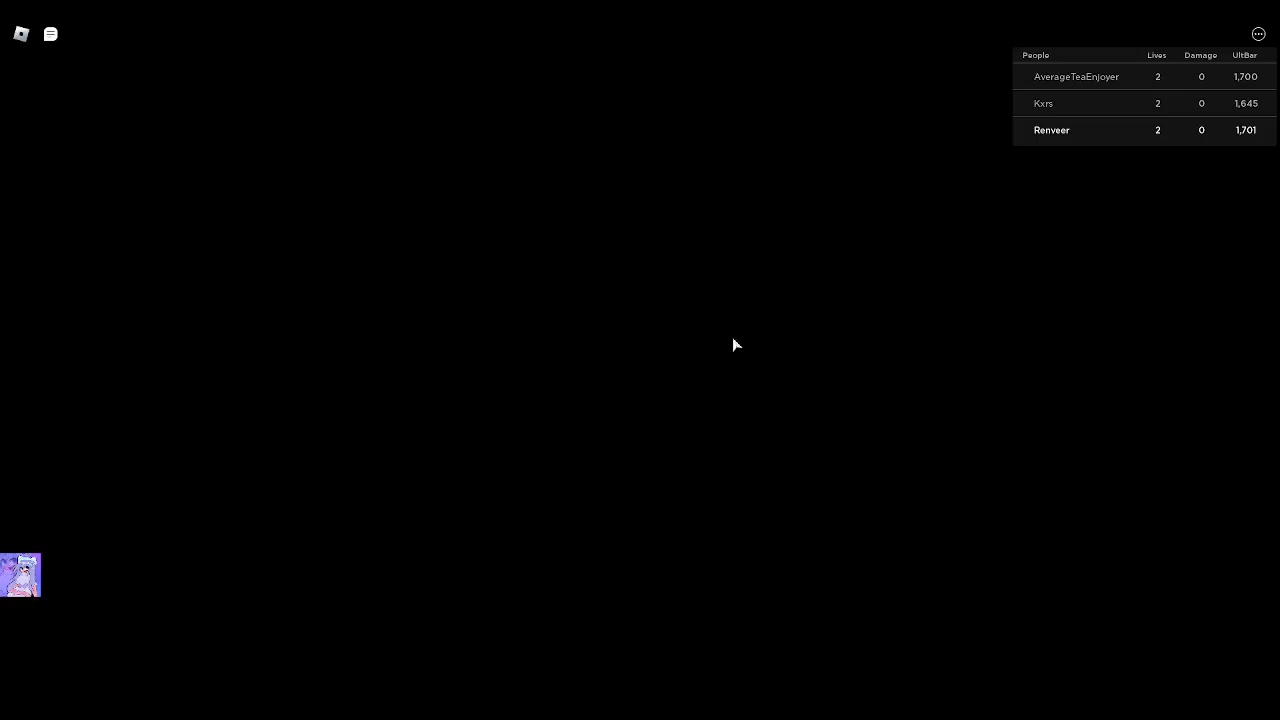 People Lives Damage UltBar
AverageTeaEnjoyer 2 0 1,700
Kxrs 2 0 1,645
Renveer 2 0 1,701